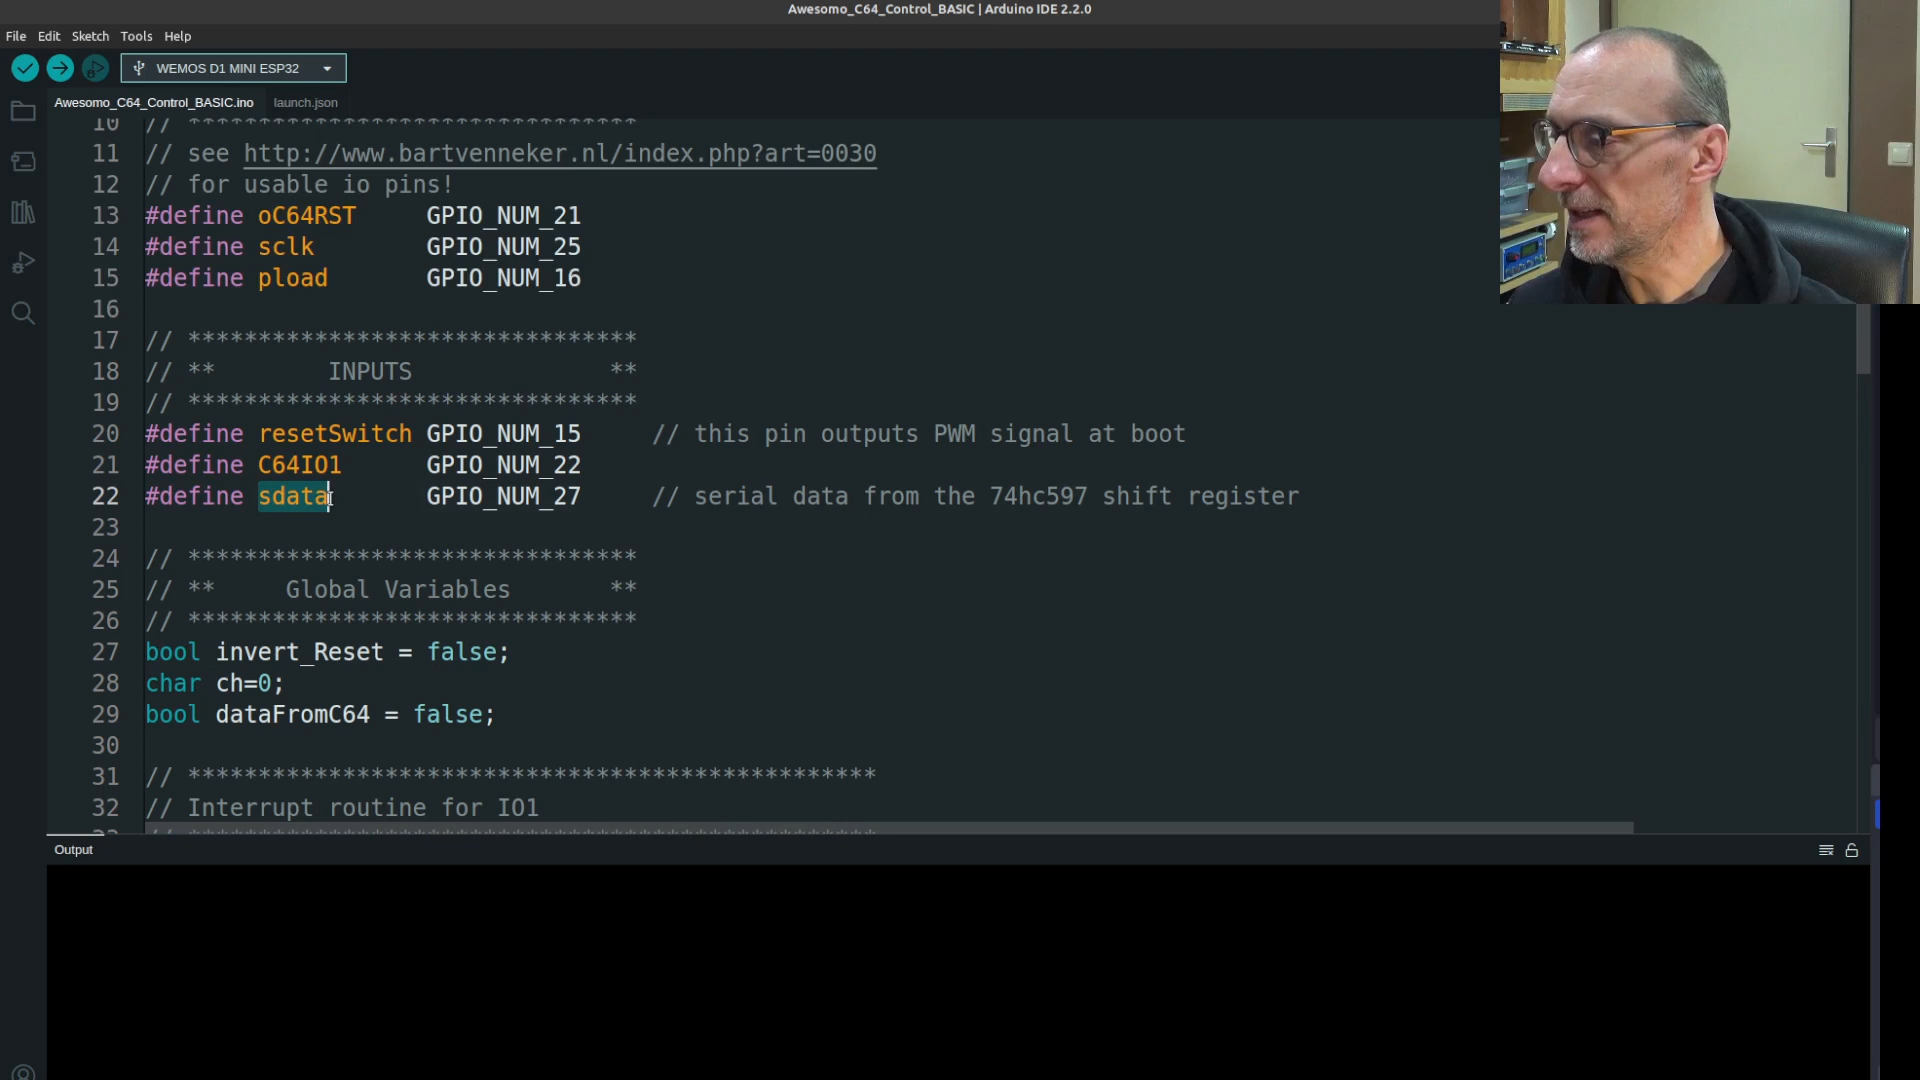 Awesomo_C64_Control_BASIC | Arduino IDE 2.2.0
File Edit Sketch Tools Help
WEMOS D1 MINI ESP32
Awesomo_C64_Control_BASIC.ino launch.json
10 // ********************************
11 // see http://www.bartvenneker.nl/index.php?art=0030
12 // for usable io pins!
13 #define oC64RST     GPIO_NUM_21
14 #define sclk        GPIO_NUM_25
15 #define pload       GPIO_NUM_16
16
17 // ********************************
18 // **        INPUTS              **
19 // ********************************
20 #define resetSwitch GPIO_NUM_15     // this pin outputs PWM signal at boot
21 #define C64IO1      GPIO_NUM_22
22 #define sdata       GPIO_NUM_27     // serial data from the 74hc597 shift register
23
24 // ********************************
25 // **     Global Variables       **
26 // ********************************
27 bool invert_Reset = false;
28 char ch=0;
29 bool dataFromC64 = false;
30
31 // *************************************************
32 // Interrupt routine for IO1
33 // *************************************************
Output